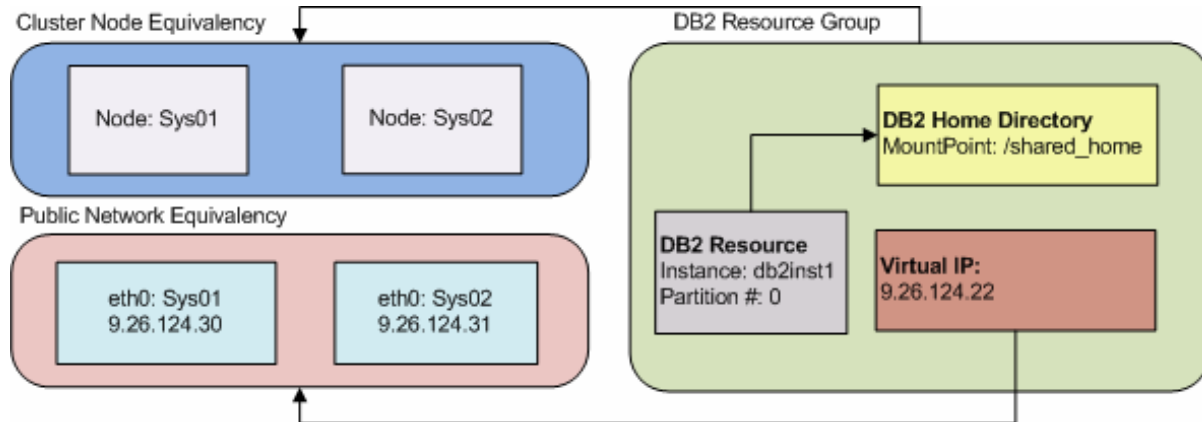 Cluster Node Equivalency
Node: Sys01
Node: Sys02
Public Network Equivalency
eth0: Sys01
9.26.124.30
eth0: Sys02
9.26.124.31
DB2 Resource Group
DB2 Home Directory
MountPoint: /shared_home
DB2 Resource
Instance: db2inst1
Partition #: 0
Virtual IP:
9.26.124.22